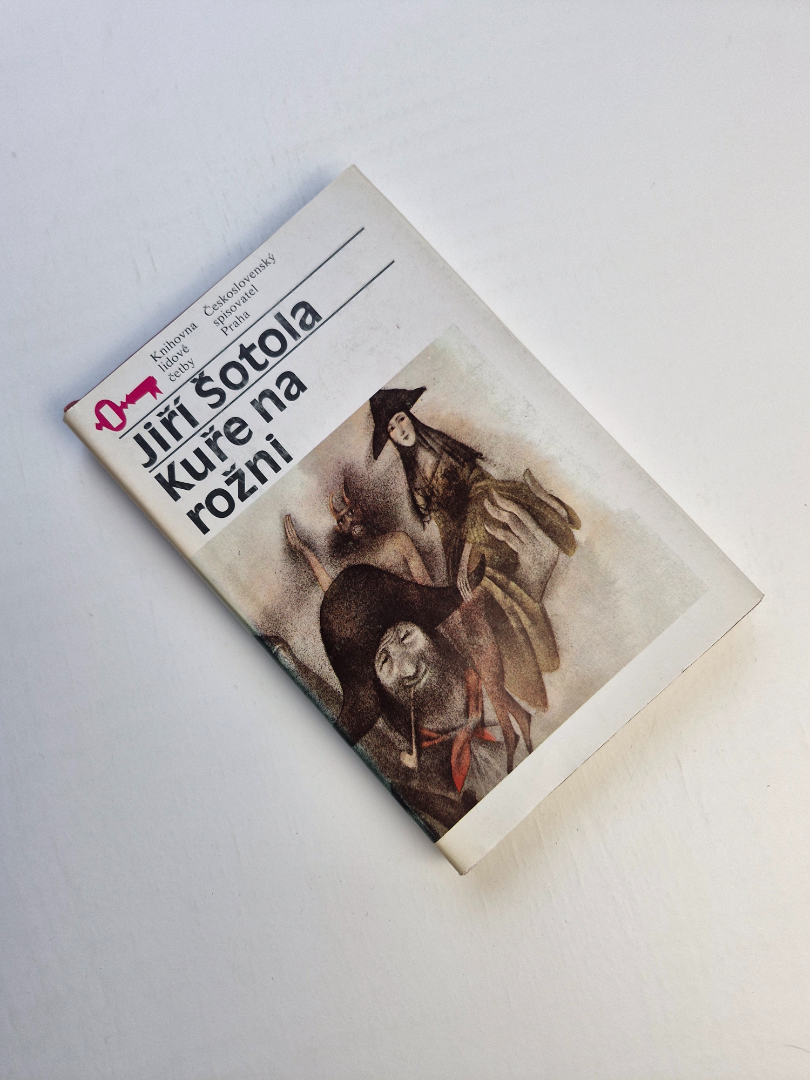 Knihovna
lidové
četby
Československý
spisovatel
Praha
Jiří Šotola
Kuře na
rožni